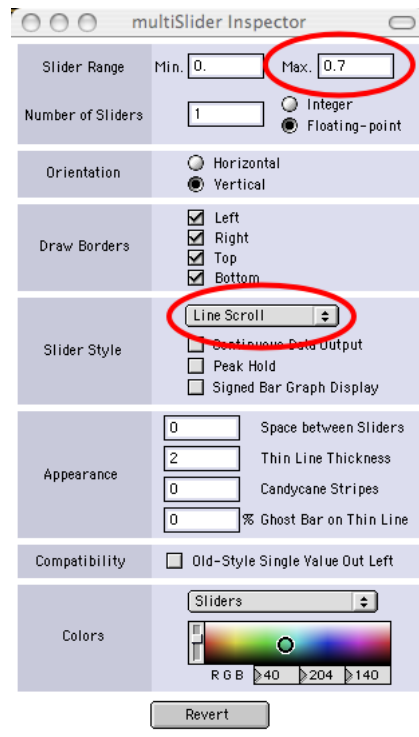 multiSlider Inspector
Slider Range Min. 0. Max. 0.7
Number of Sliders 1 Integer
Floating-point
Orientation Horizontal
Vertical
Draw Borders Left
Right
Top
Bottom
Line Scroll
Slider Style Continuous Data Output
Peak Hold
Signed Bar Graph Display
0 Space between Sliders
Appearance 2 Thin Line Thickness
0 Candycane Stripes
0 % Ghost Bar on Thin Line
Compatibility Old-Style Single Value Out Left
Sliders
Colors
R G B 40 204 140
Revert